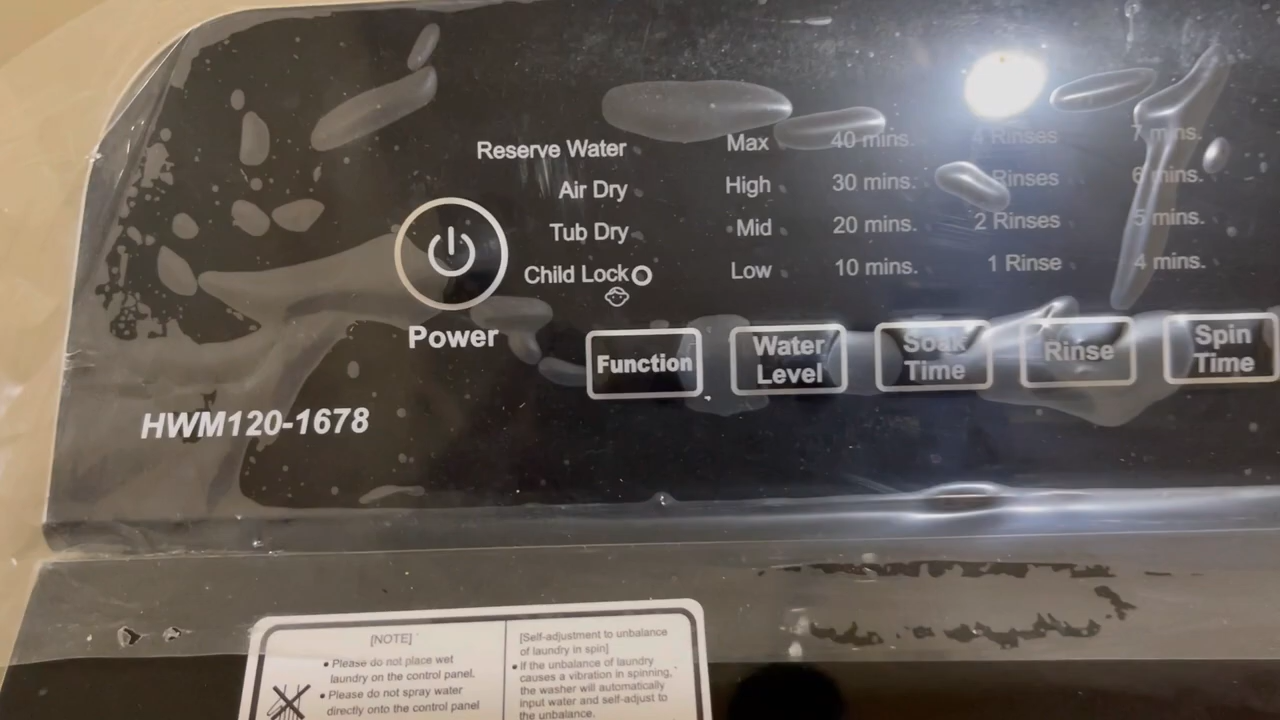 Reserve Water Max 40 mins. 4 Rinses 7 mins.
Air Dry High 30 mins. Rinses 6 mins.
Tub Dry Mid 20 mins. 2 Rinses 5 mins.
Child Lock Low 10 mins. 1 Rinse 4 mins.
Power
Function
Water
Level
Soak
Time
Rinse
Spin
Time
HWM120-1678
[NOTE]
• Please do not place wet
laundry on the control panel.
• Please do not spray water
directly onto the control panel
[Self-adjustment to unbalance
of laundry in spin]
• If the unbalance of laundry
causes a vibration in spinning,
the washer will automatically
input water and self-adjust to
the unbalance.